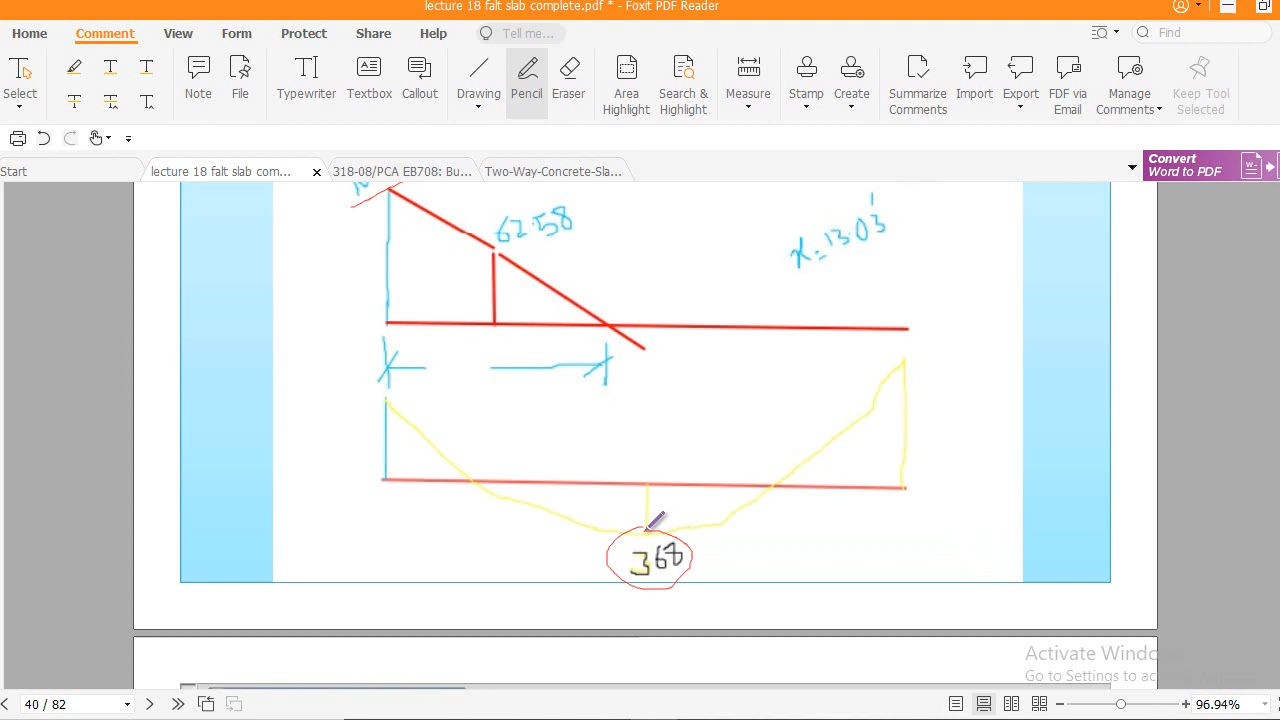 lecture 18 falt slab complete.pdf * - Foxit PDF Reader
Home Comment View Form Protect Share Help Tell me... Find
Select Note File Typewriter Textbox Callout Drawing Pencil Eraser Area Highlight Search & Highlight Measure Stamp Create Summarize Comments Import Export FDF via Email Manage Comments Keep Tool Selected
Start lecture 18 falt slab com... 318-08/PCA EB708: Bu... Two-Way-Concrete-Sla... Convert Word to PDF
62.58
x=13.03'
368
Activate Windo
Go to Settings to ac
40 / 82 96.94%